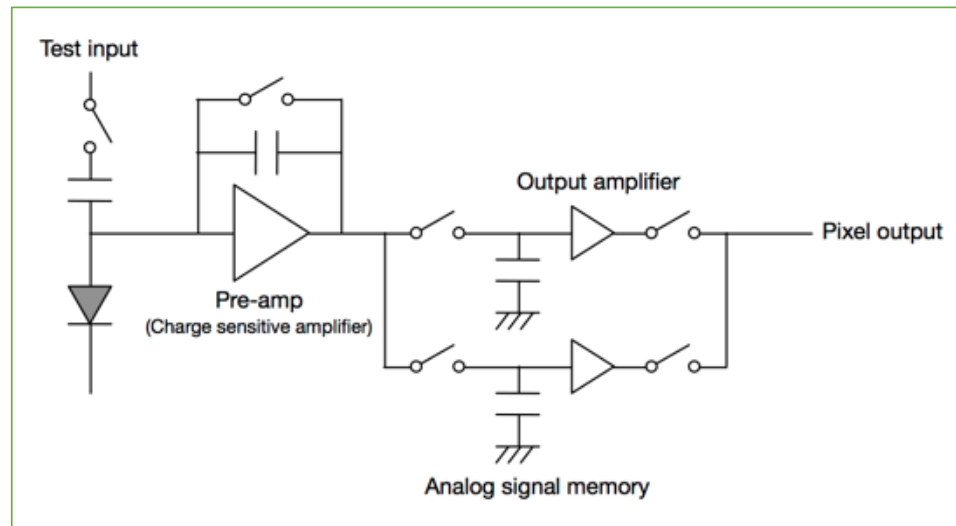 Test input
Output amplifier
Pixel output
Pre-amp
(Charge sensitive amplifier)
Analog signal memory